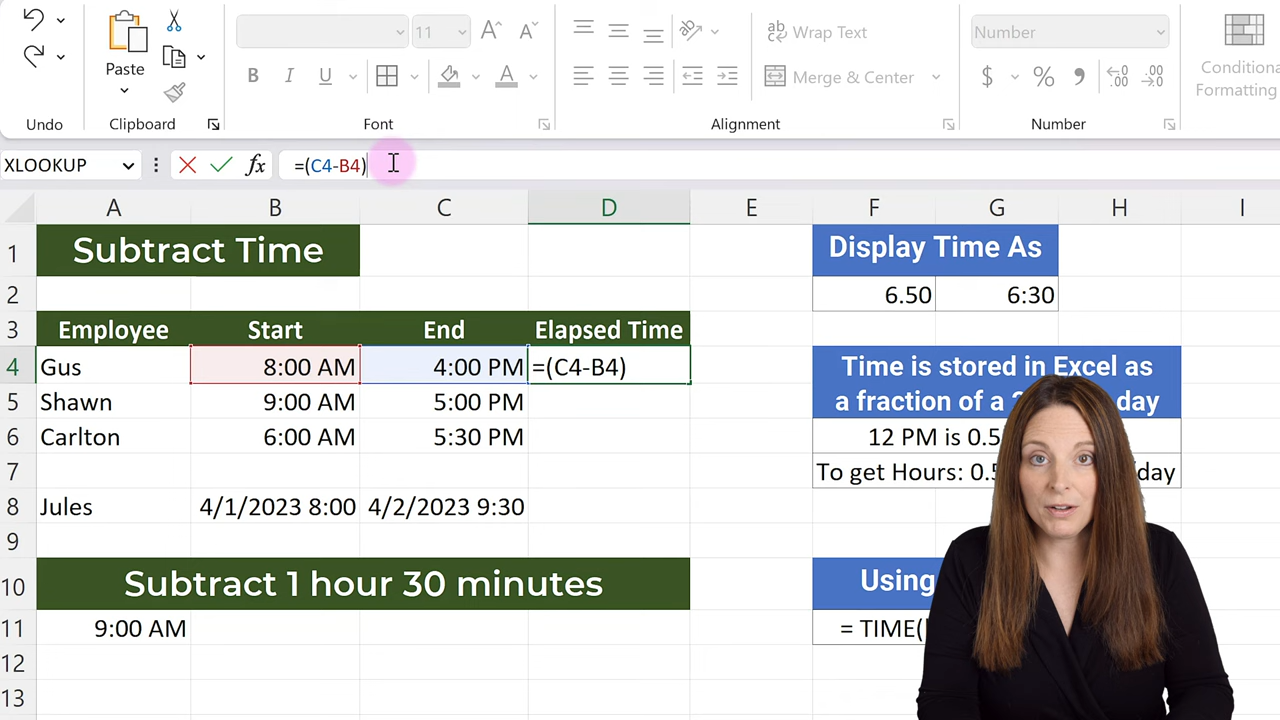 11
Wrap Text
Number
Paste
B I U
A
Merge & Center
$ % 9
Conditiona
Formatting
Undo
Clipboard
Font
Alignment
Number
XLOOKUP
fx
=(C4-B4)
A B C D E F G H I
1 Subtract Time
Display Time As
2 6.50 6:30
3 Employee Start End Elapsed Time
4 Gus 8:00 AM 4:00 PM =(C4-B4)
Time is stored in Excel as
a fraction of a day
5 Shawn 9:00 AM 5:00 PM
6 Carlton 6:00 AM 5:30 PM
12 PM is 0.5
7
To get Hours: 0.5 day
8 Jules 4/1/2023 8:00 4/2/2023 9:30
9
10 Subtract 1 hour 30 minutes
Using
11 9:00 AM
= TIME(
12
13